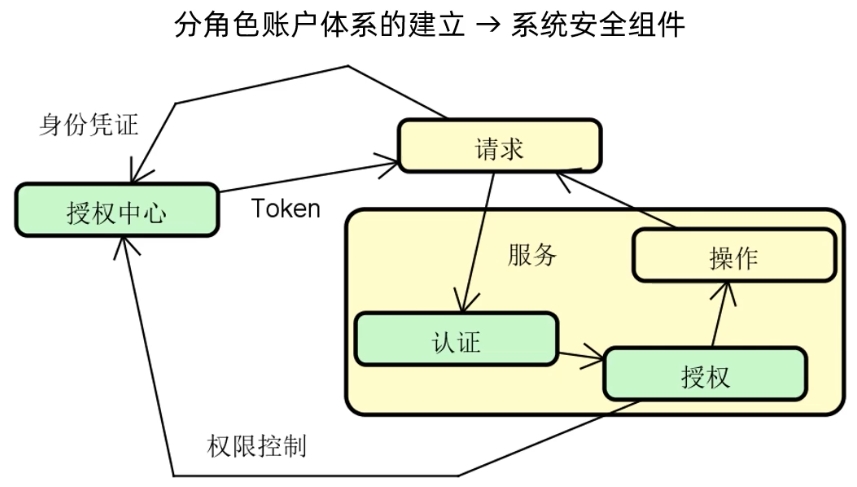 分角色账户体系的建立 → 系统安全组件
身份凭证
请求
授权中心
Token
服务
操作
认证
授权
权限控制